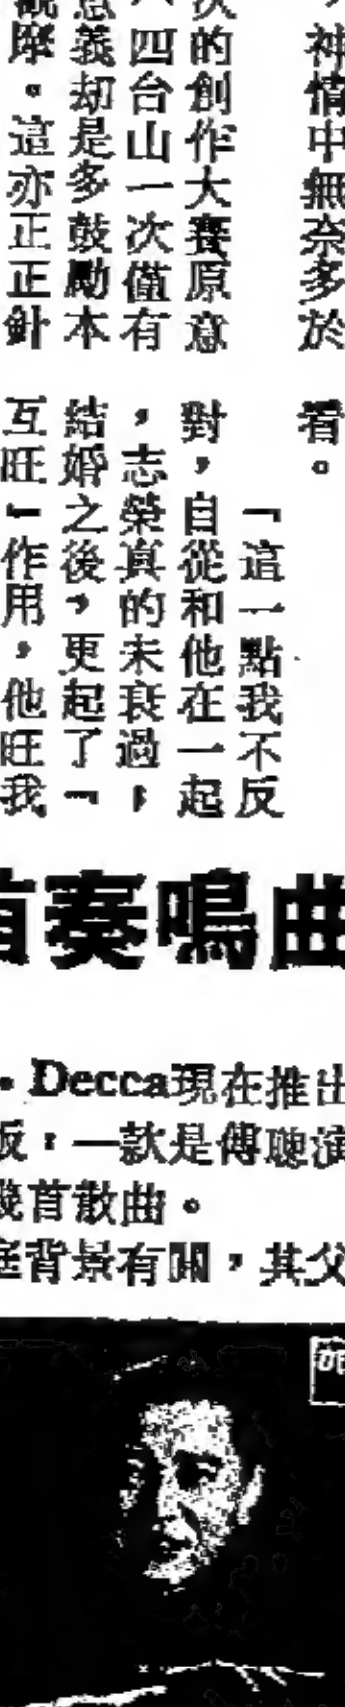 神情中無奈多於
的創作大賽原意
四台山一次僅有
義却是多鼓勵本
摩。這亦正正針
看。
「這一點我不反
對,自從和他在一起
,志榮真的未衰過,
結婚之後,更起了「
互旺」作用,他旺我
奏鳴曲
。Decca現在推出
版,一款是傅聰演
幾首散曲。
背景有關,其父